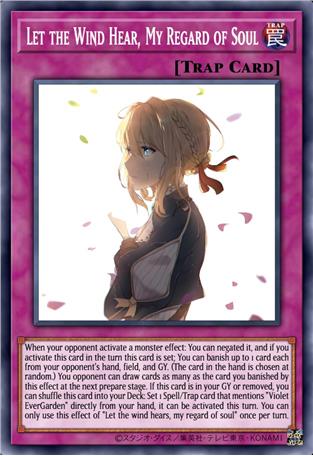 Let the Wind Hear, My Regard of Soul
TRAP
罠
[Trap Card]
When your opponent activate a monster effect: You can negated it, and if you
activate this card in the turn this card is set; You can banish up to 1 card each
from your opponent's hand, field, and GY. (The card in the hand is chosen at
random.) You opponent can draw cards as many as the card you banished by
this effect at the next prepare stage. If this card is in your GY or removed, you
can shuffle this card into your Deck: Set 1 Spell/Trap card that mentions "Violet
EverGarden" directly from your hand, it can be activated this turn. You can
only use this effect of "Let the wind hears, my regard of soul" once per turn.
©スタジオ・ダイス/集英社・テレビ東京・KONAMI